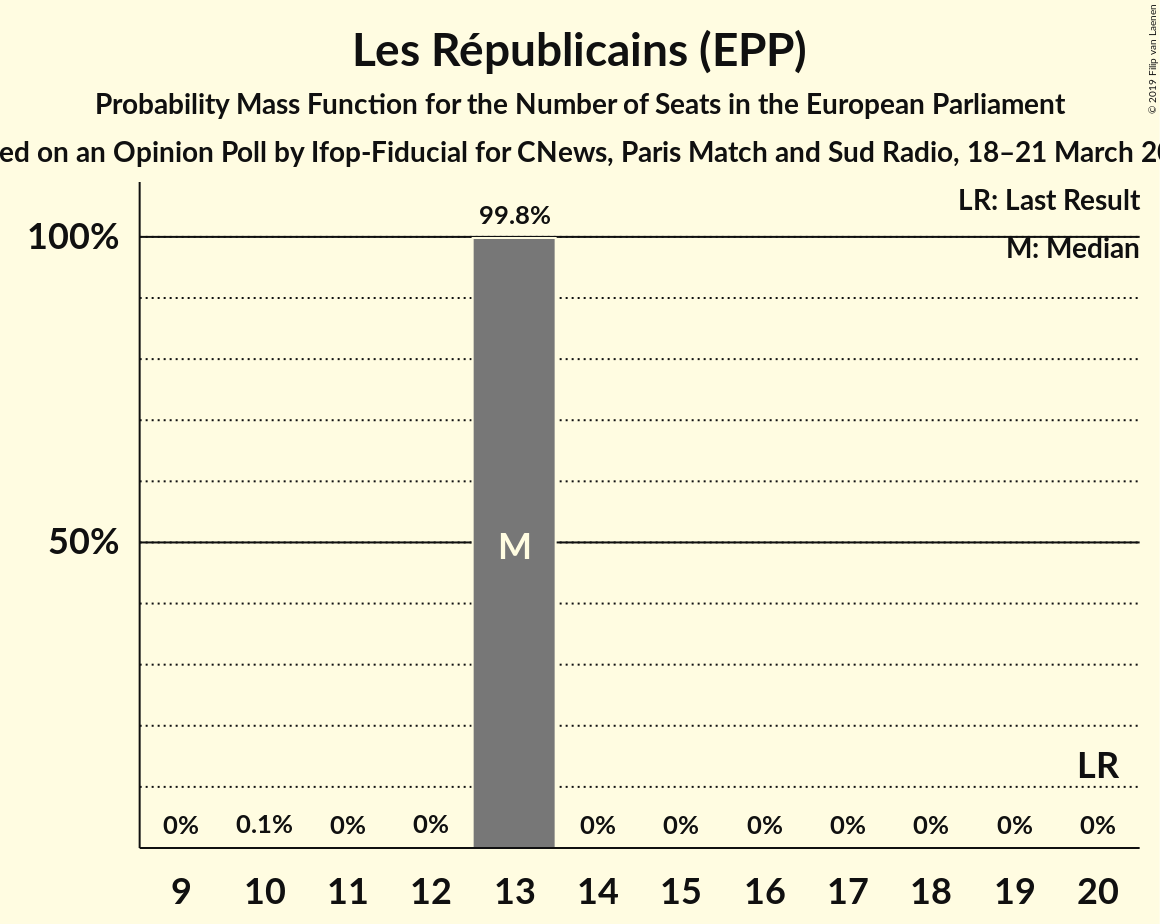 Les Républicains (EPP)
Probability Mass Function for the Number of Seats in the European Parliament
ed on an Opinion Poll by Ifop-Fiducial for CNews, Paris Match and Sud Radio, 18–21 March 20
© 2019 Filip van Laenen
LR: Last Result
M: Median
99.8%
100%
50%
M
LR
0% 0.1% 0% 0% 0% 0% 0% 0% 0% 0% 0%
9 10 11 12 13 14 15 16 17 18 19 20